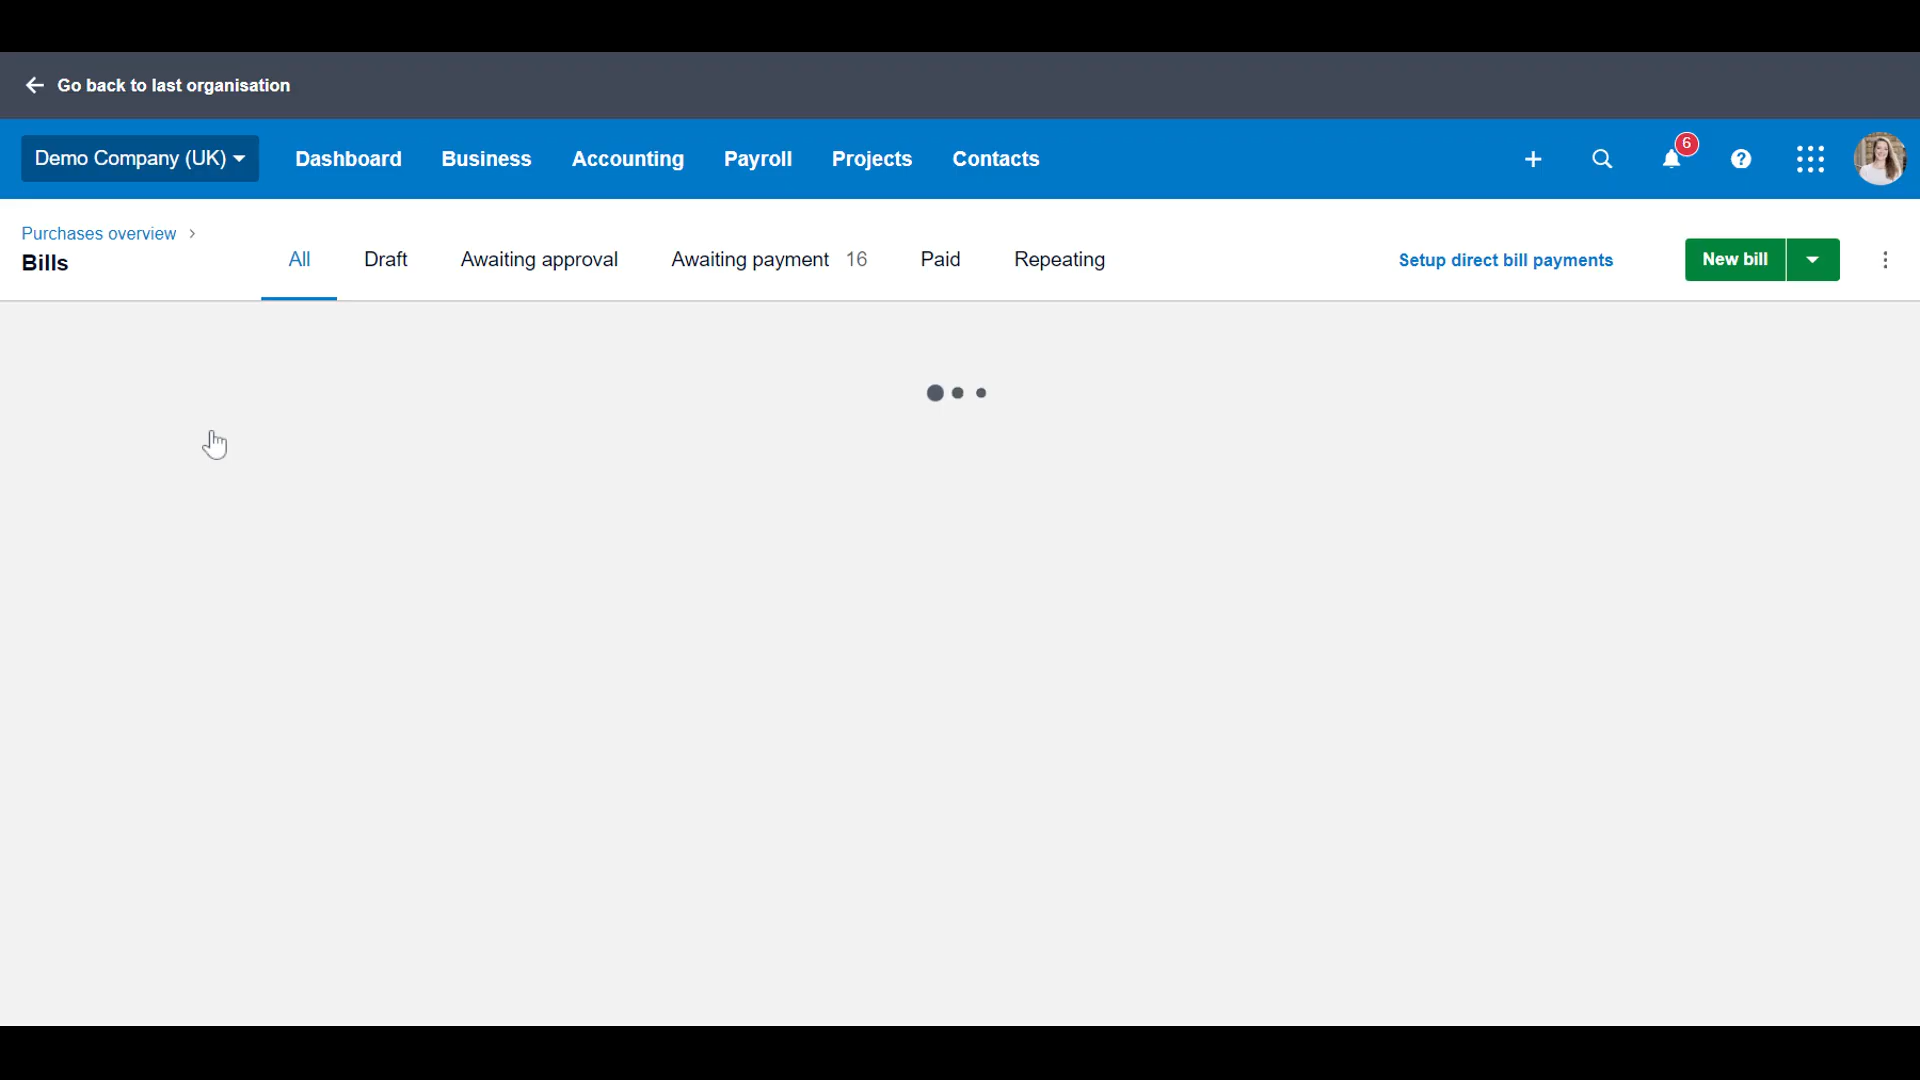 Go back to last organisation
Demo Company (UK) Dashboard Business Accounting Payroll Projects Contacts 6
Purchases overview
Bills
All Draft Awaiting approval Awaiting payment 16 Paid Repeating Setup direct bill payments New bill